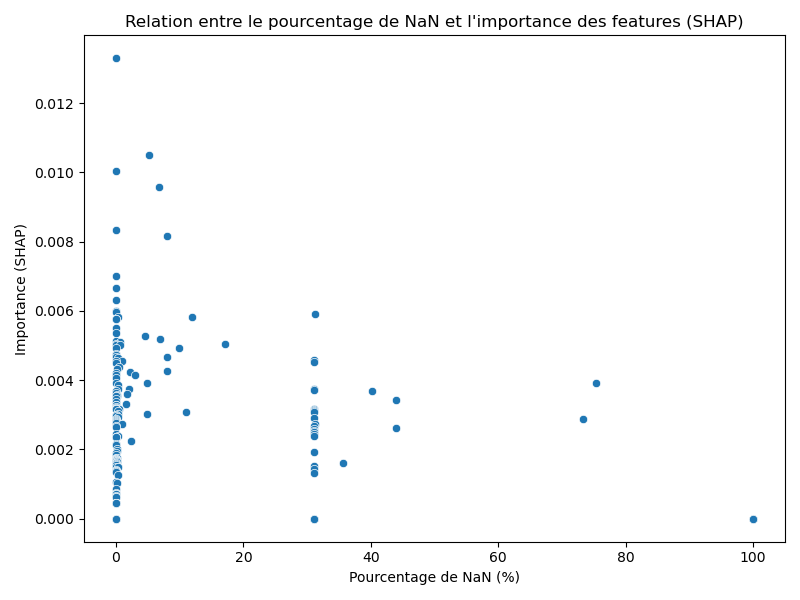 Relation entre le pourcentage de NaN et l'importance des features (SHAP)
Importance (SHAP)
0.012
0.010
0.008
0.006
0.004
0.002
0.000
0 20 40 60 80 100
Pourcentage de NaN (%)